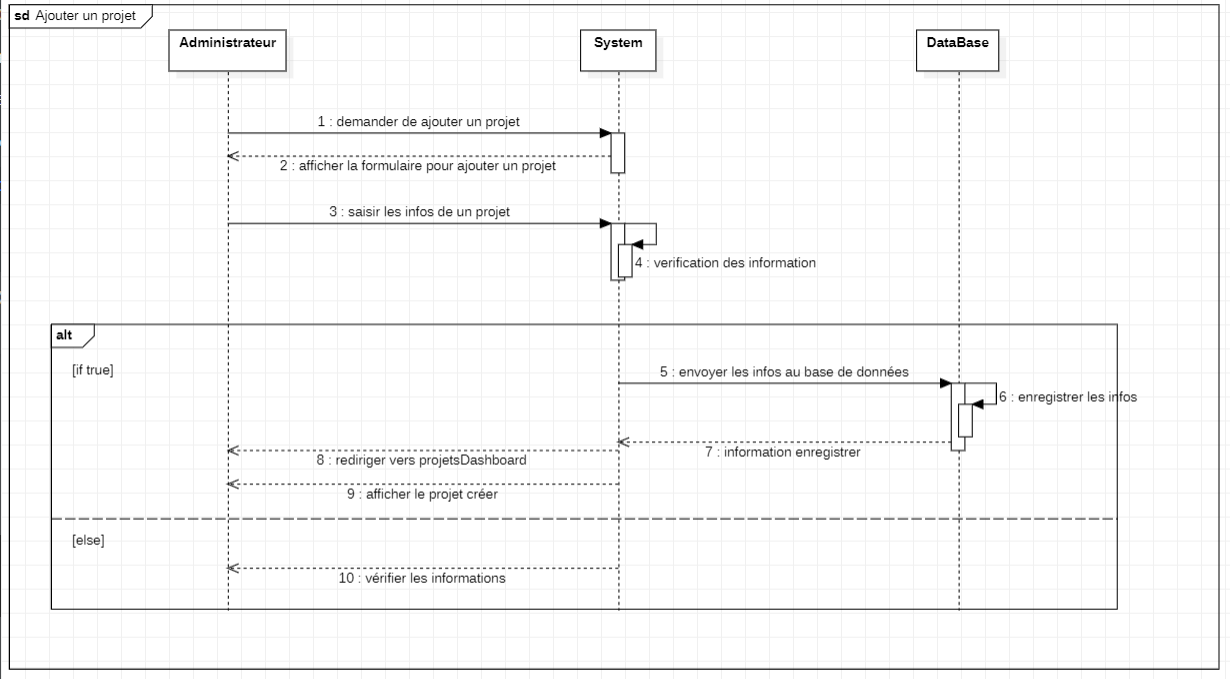 sd Ajouter un projet
Administrateur
System
DataBase
1 : demander de ajouter un projet
2 : afficher la formulaire pour ajouter un projet
3 : saisir les infos de un projet
4 : verification des information
alt
[if true]
5 : envoyer les infos au base de données
6 : enregistrer les infos
7 : information enregistrer
8 : rediriger vers projetsDashboard
9 : afficher le projet créer
[else]
10 : vérifier les informations